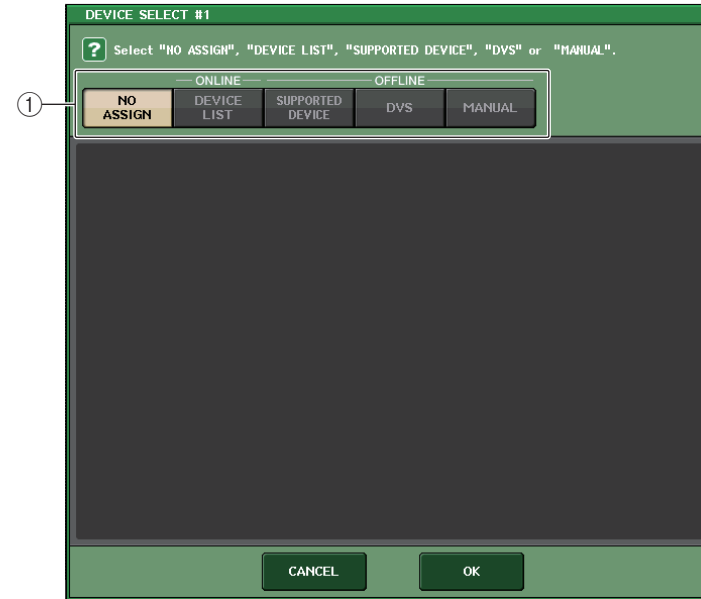 DEVICE SELECT #1
? Select "NO ASSIGN", "DEVICE LIST", "SUPPORTED DEVICE", "DVS" or "MANUAL".
ONLINE OFFLINE
①
NO ASSIGN
DEVICE LIST
SUPPORTED DEVICE
DVS
MANUAL
CANCEL
OK